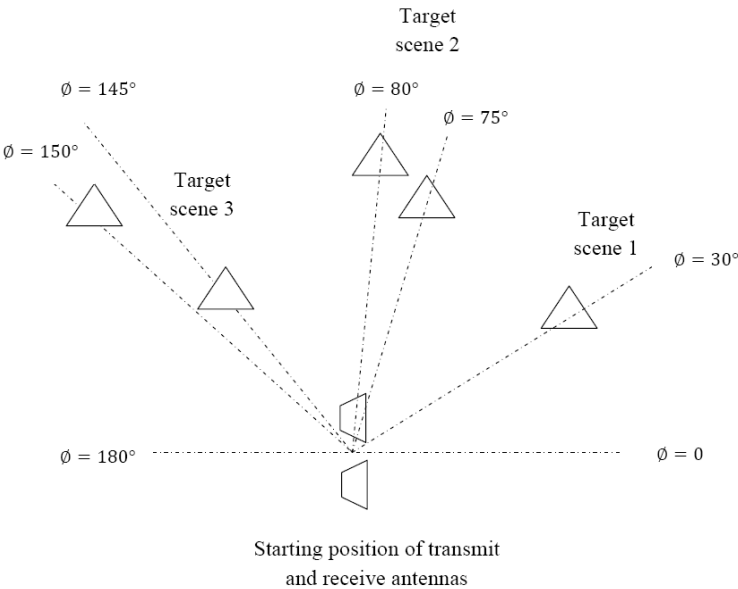 Target
scene 2
∅ = 145°
∅ = 80°
∅ = 75°
∅ = 150°
Target
scene 3
Target
scene 1
∅ = 30°
∅ = 180°
∅ = 0
Starting position of transmit
and receive antennas